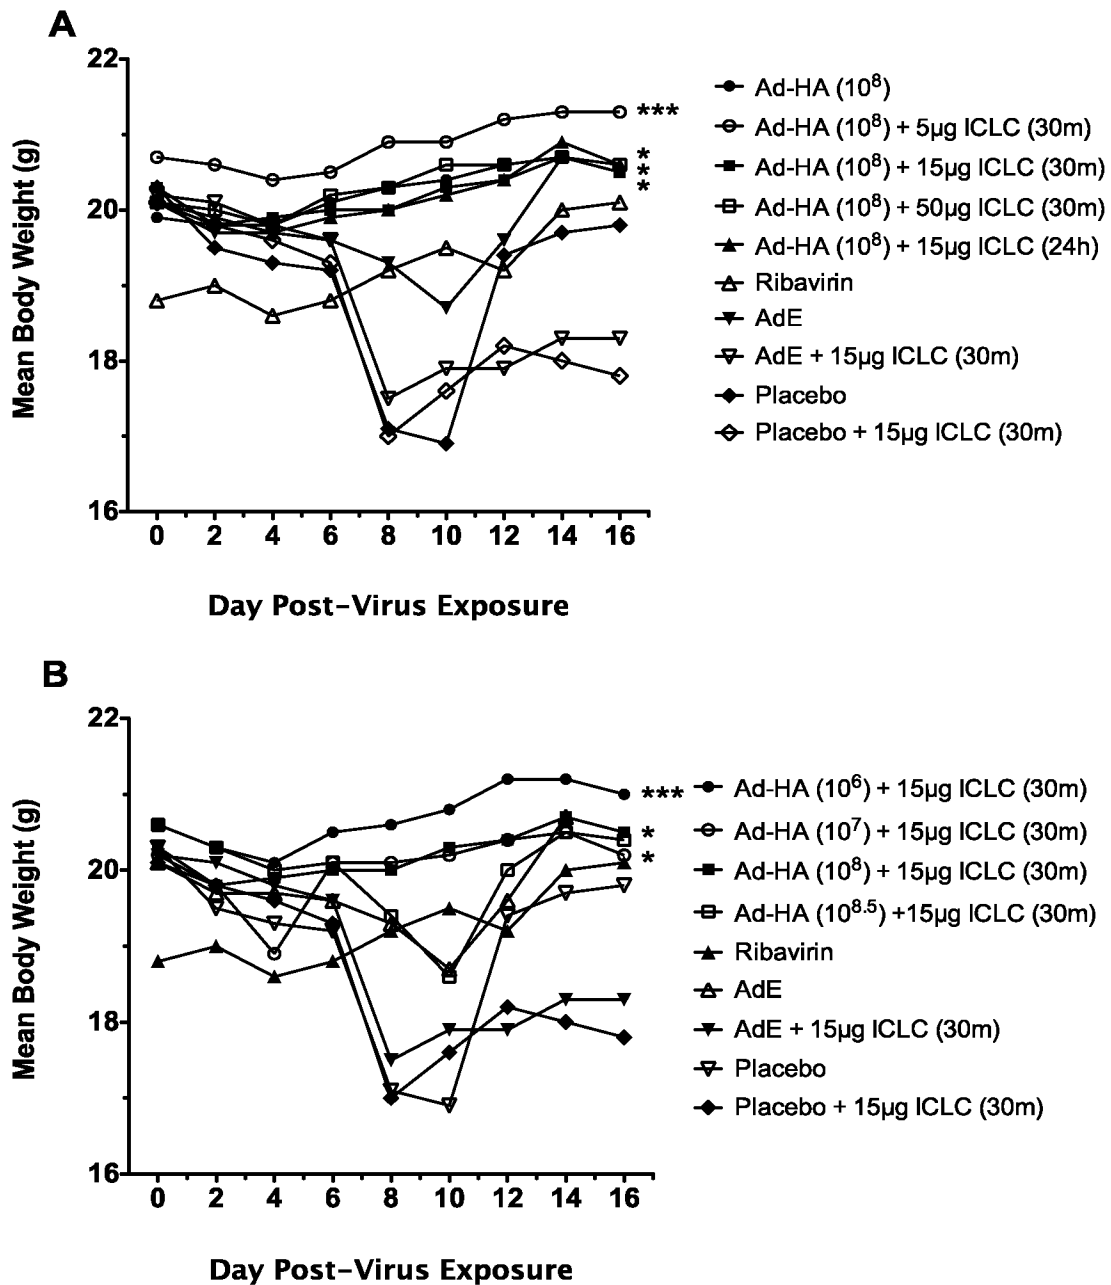 A
22
20
18
16
Mean Body Weight (g)
0 2 4 6 8 10 12 14 16
Day Post-Virus Exposure
***
*
*
*
Ad-HA (10⁸)
Ad-HA (10⁸) + 5µg ICLC (30m)
Ad-HA (10⁸) + 15µg ICLC (30m)
Ad-HA (10⁸) + 50µg ICLC (30m)
Ad-HA (10⁸) + 15µg ICLC (24h)
Ribavirin
AdE
AdE + 15µg ICLC (30m)
Placebo
Placebo + 15µg ICLC (30m)
B
22
20
18
16
Mean Body Weight (g)
0 2 4 6 8 10 12 14 16
Day Post-Virus Exposure
***
*
*
Ad-HA (10⁶) + 15µg ICLC (30m)
Ad-HA (10⁷) + 15µg ICLC (30m)
Ad-HA (10⁸) + 15µg ICLC (30m)
Ad-HA (10⁸·⁵) +15µg ICLC (30m)
Ribavirin
AdE
AdE + 15µg ICLC (30m)
Placebo
Placebo + 15µg ICLC (30m)